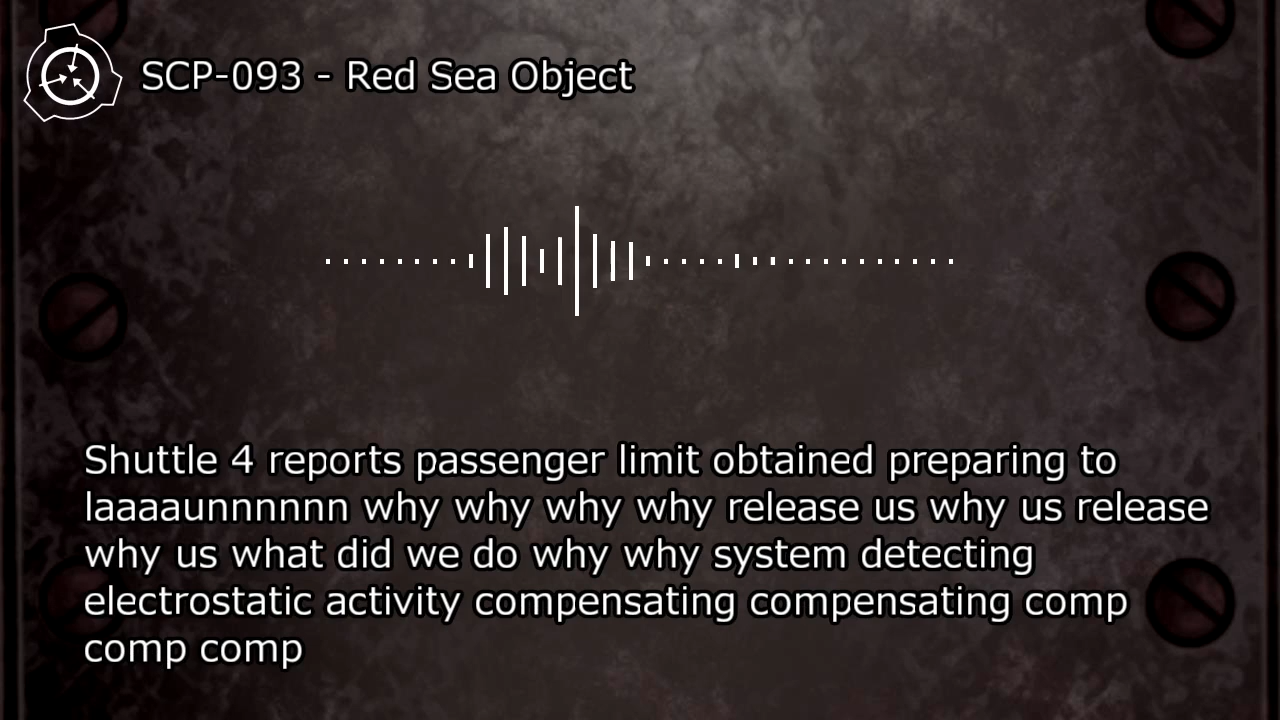 SCP-093 - Red Sea Object
Shuttle 4 reports passenger limit obtained preparing to
laaaaunnnnnn why why why why release us why us release
why us what did we do why why system detecting
electrostatic activity compensating compensating comp
comp comp